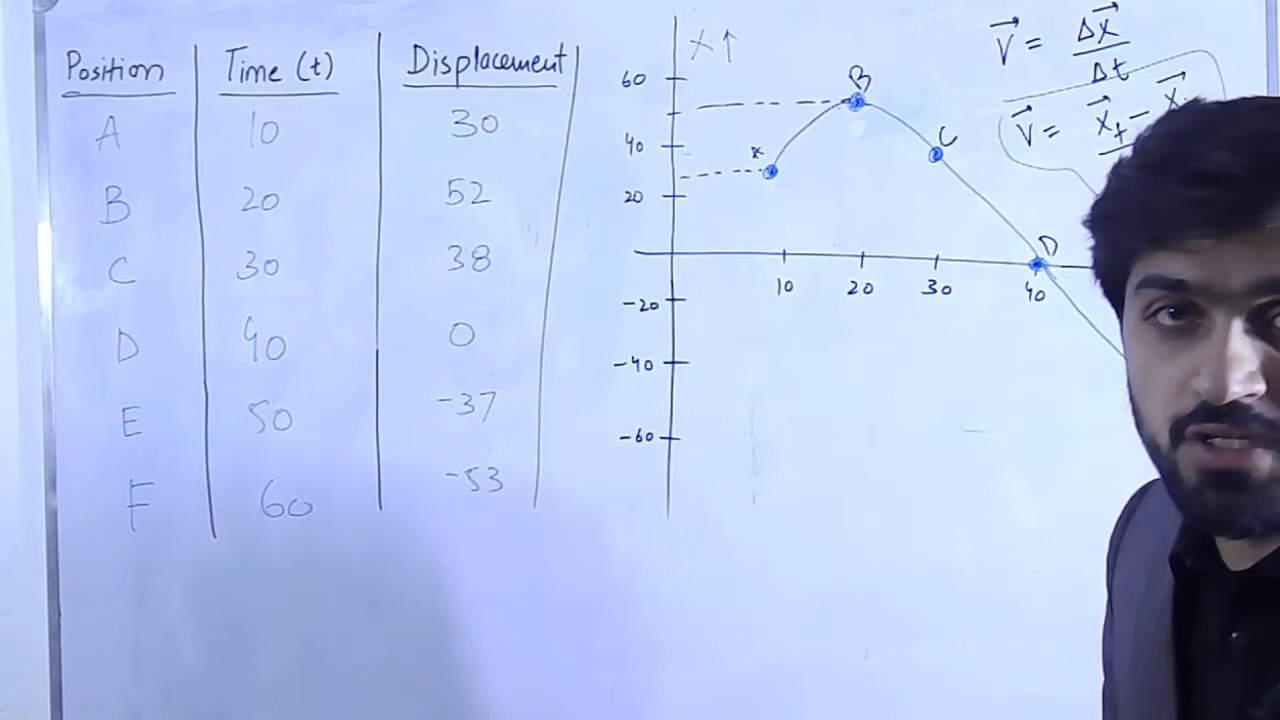 Position Time (t) Displacement
A 10 30
B 20 52
C 30 38
D 40 0
E 50 -37
F 60 -53
X↑
60
40
20
-20
-40
-60
10 20 30 40
B
C
D
V⃗ = ΔX⃗/Δt
V⃗ = X⃗f - X⃗